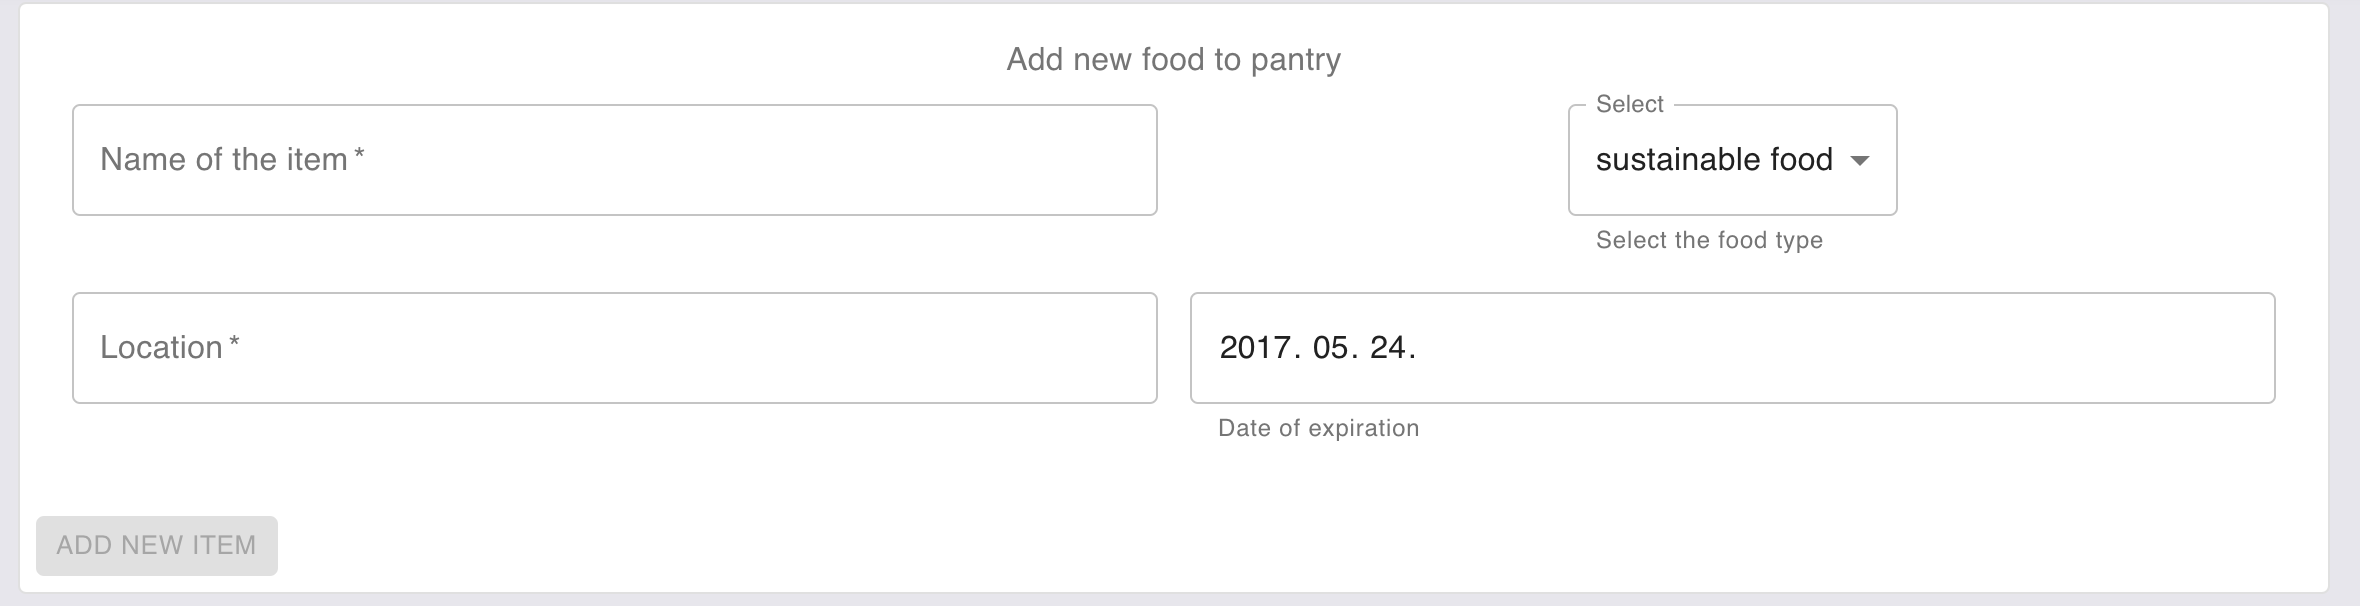 Add new food to pantry
Name of the item *
Select
sustainable food
Select the food type
Location *
2017. 05. 24.
Date of expiration
ADD NEW ITEM